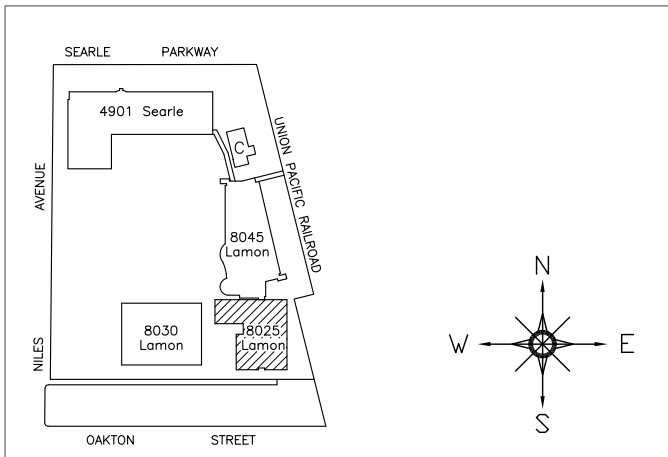 SEARLE PARKWAY
4901 Searle
C
UNION PACIFIC RAILROAD
AVENUE
8045
Lamon
8030
Lamon
8025
Lamon
NILES
OAKTON STREET
N
W E
S